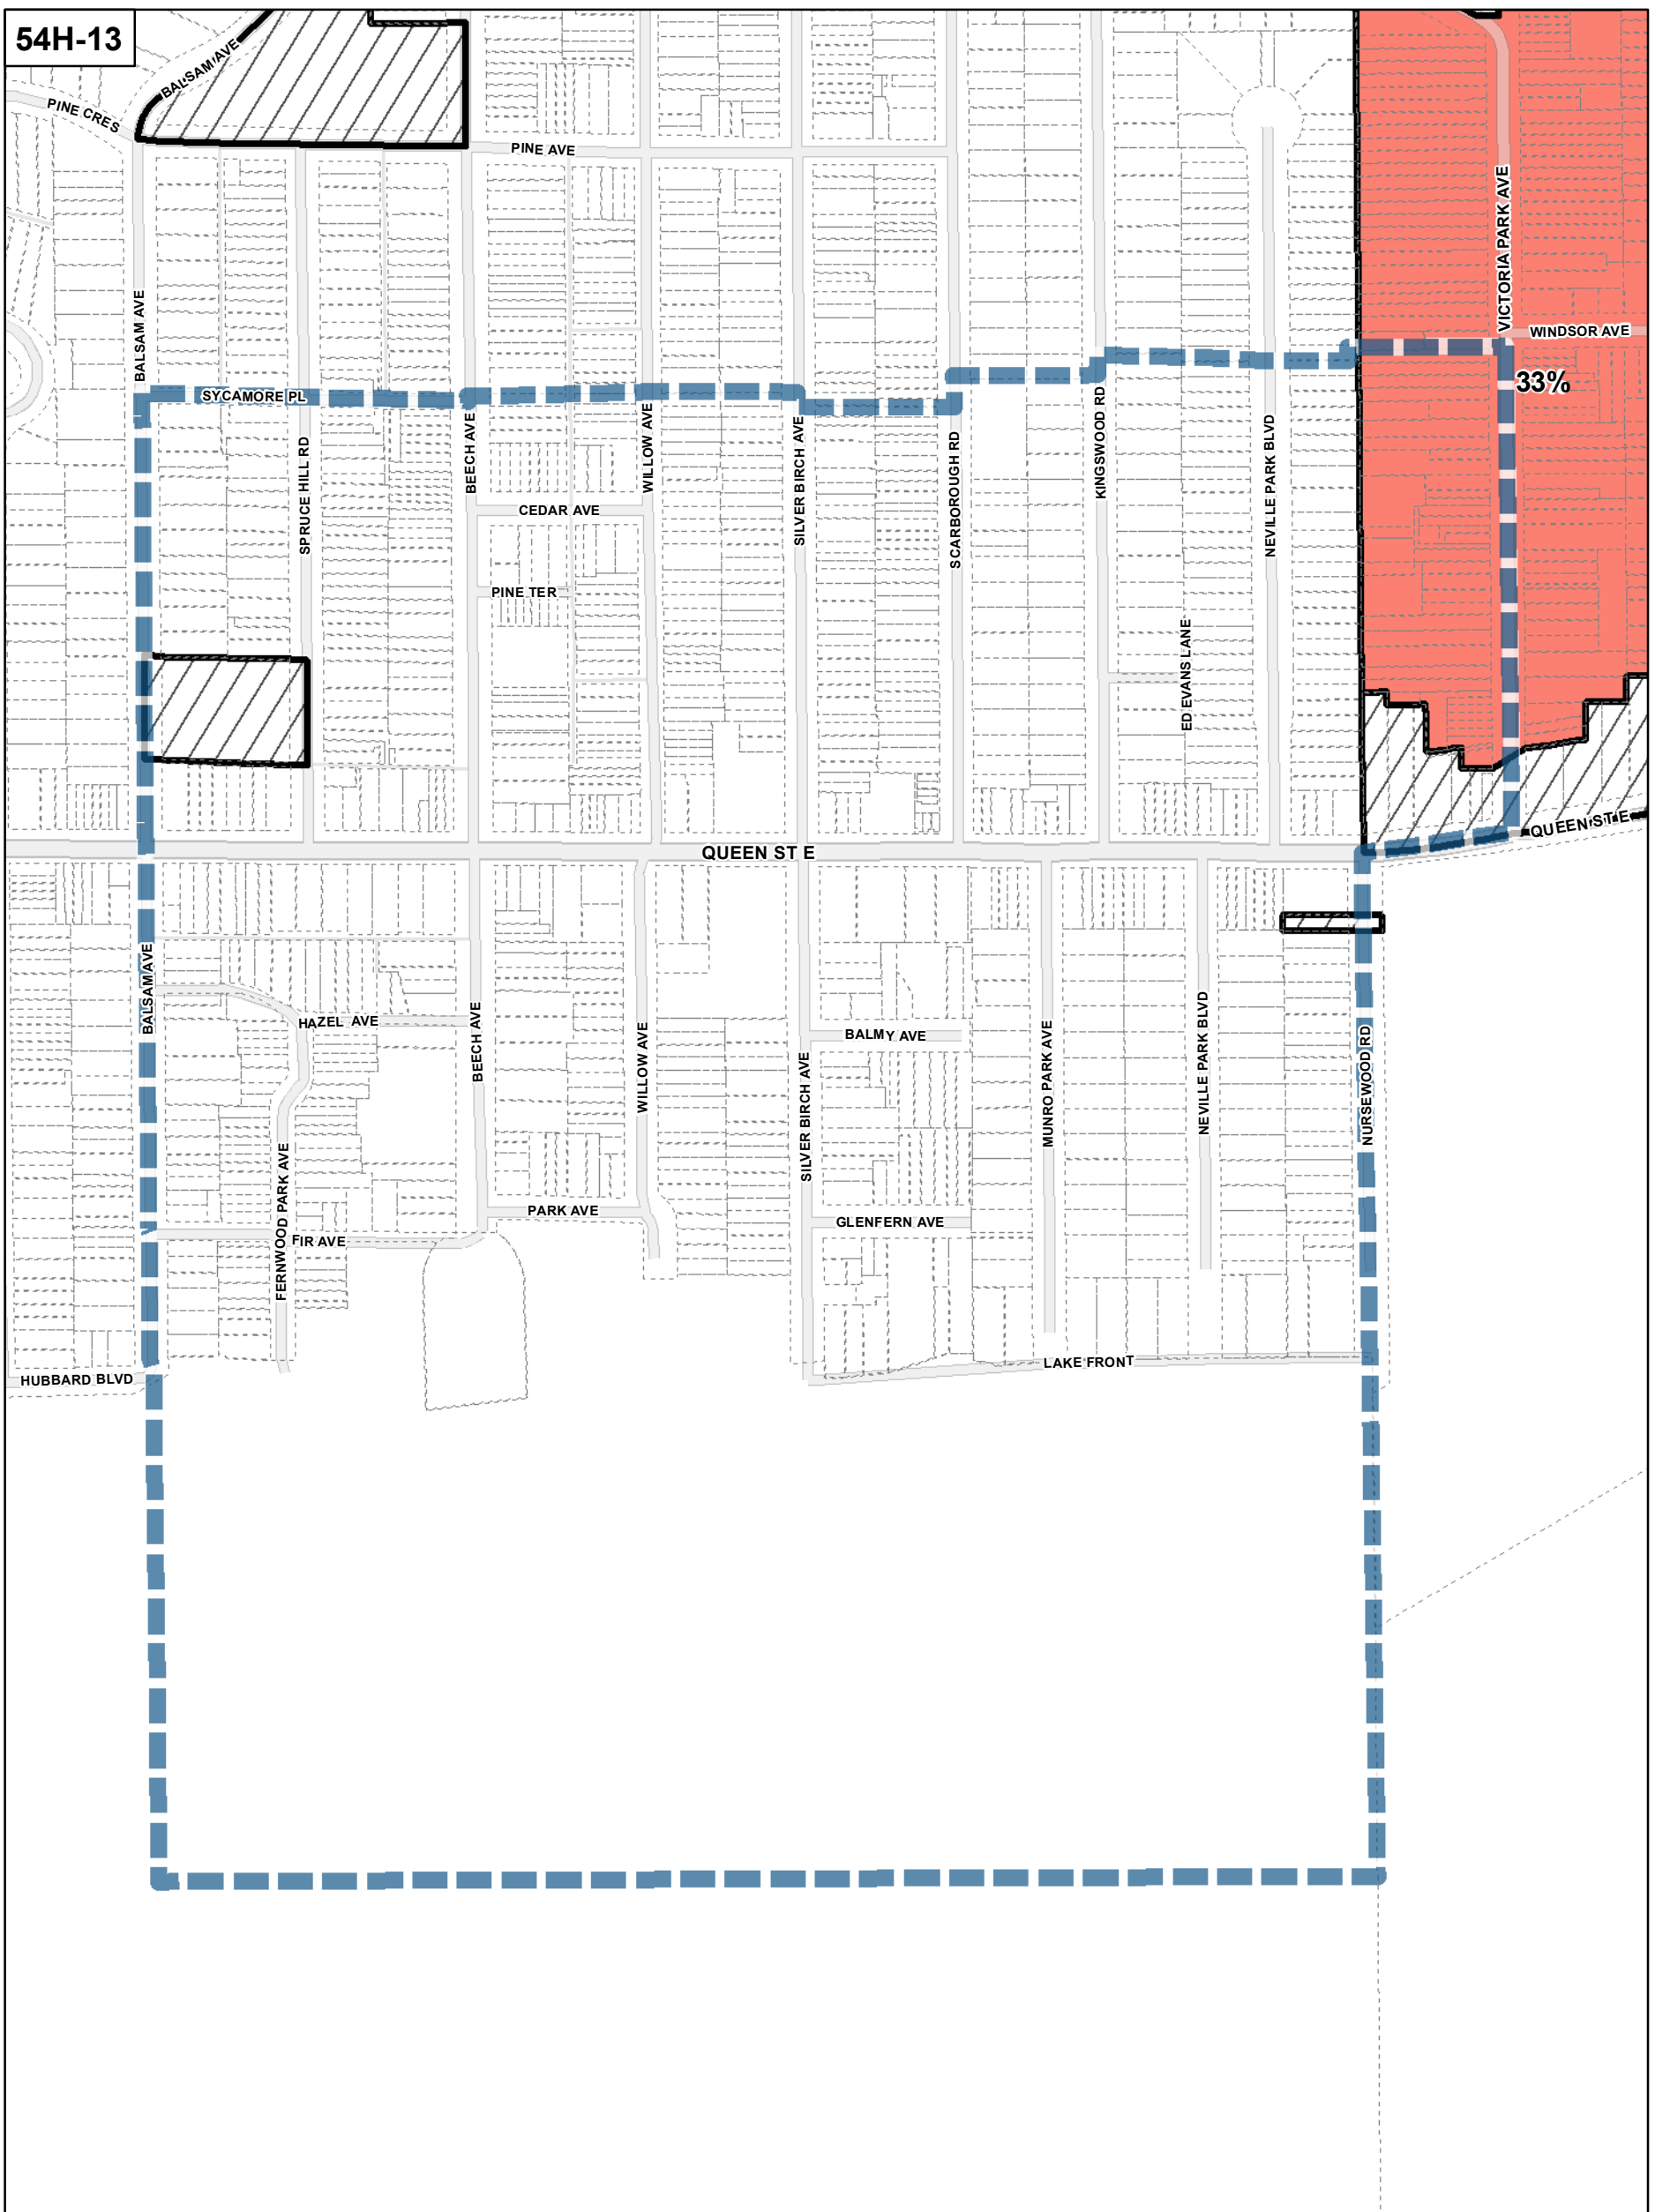 54H-13
BALSAM AVE
PINE CRES
PINE AVE
VICTORIA PARK AVE
BALSAM AVE
WINDSOR AVE
33%
SYCAMORE PL
SPRUCE HILL RD
BEECH AVE
WILLOW AVE
SILVER BIRCH AVE
SCARBOROUGH RD
KINGSWOOD RD
NEVILLE PARK BLVD
CEDAR AVE
PINE TER
ED EVANS LANE
QUEEN ST E
QUEEN ST E
BALSAM AVE
HAZEL AVE
BEECH AVE
WILLOW AVE
SILVER BIRCH AVE
BALMY AVE
MUNRO PARK AVE
NEVILLE PARK BLVD
NURSEWOOD RD
FERNWOOD PARK AVE
PARK AVE
GLENFERN AVE
FIR AVE
LAKE FRONT
HUBBARD BLVD